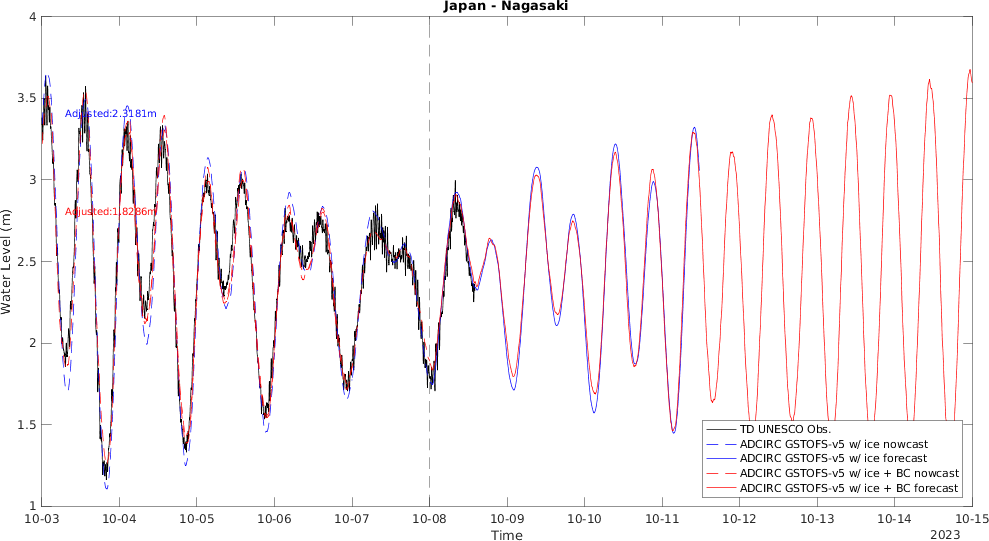 Japan - Nagasaki
Water Level (m)
4
3.5
3
2.5
2
1.5
1
Adjusted:2.3181m
Adjusted:1.8286m
TD UNESCO Obs.
ADCIRC GSTOFS-v5 w/ ice nowcast
ADCIRC GSTOFS-v5 w/ ice forecast
ADCIRC GSTOFS-v5 w/ ice + BC nowcast
ADCIRC GSTOFS-v5 w/ ice + BC forecast
10-03 10-04 10-05 10-06 10-07 10-08 10-09 10-10 10-11 10-12 10-13 10-14 10-15
Time
2023